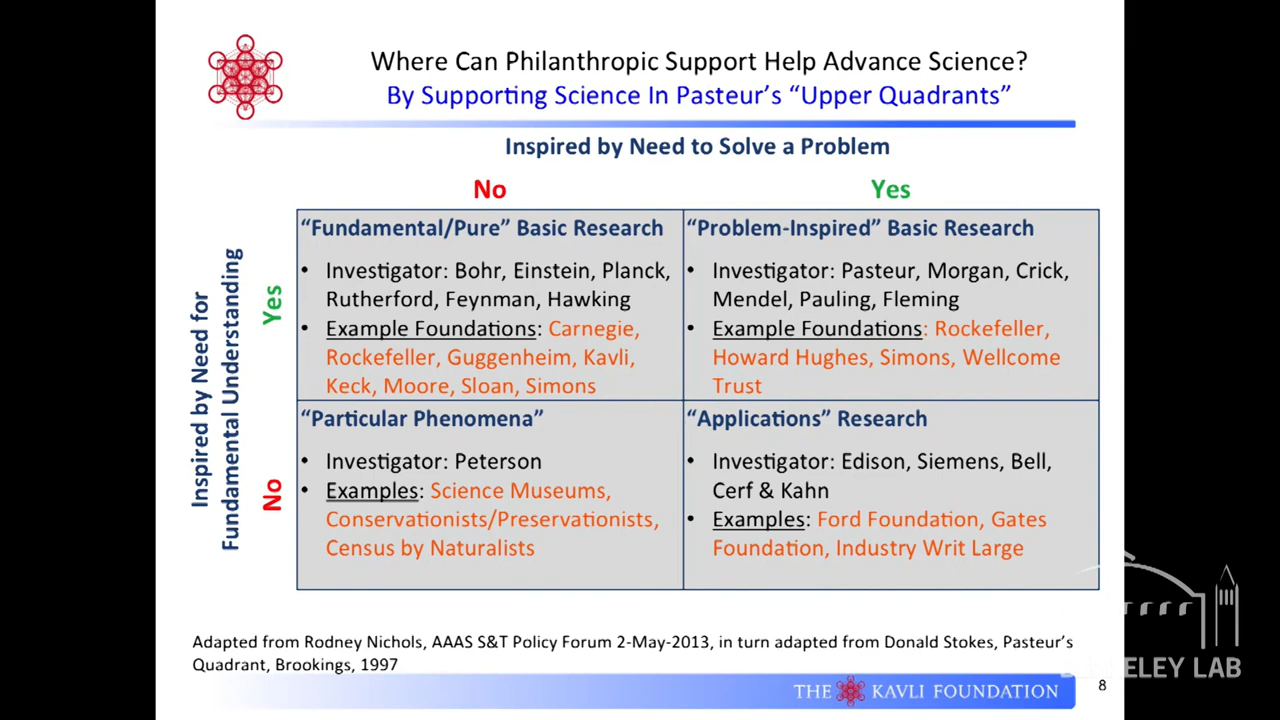 Where Can Philanthropic Support Help Advance Science?
By Supporting Science In Pasteur's “Upper Quadrants”
Inspired by Need to Solve a Problem
No
Yes
Inspired by Need for
Fundamental Understanding
Yes
“Fundamental/Pure” Basic Research
• Investigator: Bohr, Einstein, Planck,
Rutherford, Feynman, Hawking
• Example Foundations: Carnegie,
Rockefeller, Guggenheim, Kavli,
Keck, Moore, Sloan, Simons
“Problem-Inspired” Basic Research
• Investigator: Pasteur, Morgan, Crick,
Mendel, Pauling, Fleming
• Example Foundations: Rockefeller,
Howard Hughes, Simons, Wellcome
Trust
No
“Particular Phenomena”
• Investigator: Peterson
• Examples: Science Museums,
Conservationists/Preservationists,
Census by Naturalists
“Applications” Research
• Investigator: Edison, Siemens, Bell,
Cerf & Kahn
• Examples: Ford Foundation, Gates
Foundation, Industry Writ Large
Adapted from Rodney Nichols, AAAS S&T Policy Forum 2-May-2013, in turn adapted from Donald Stokes, Pasteur's
Quadrant, Brookings, 1997
THE KAVLI FOUNDATION
8
LAB